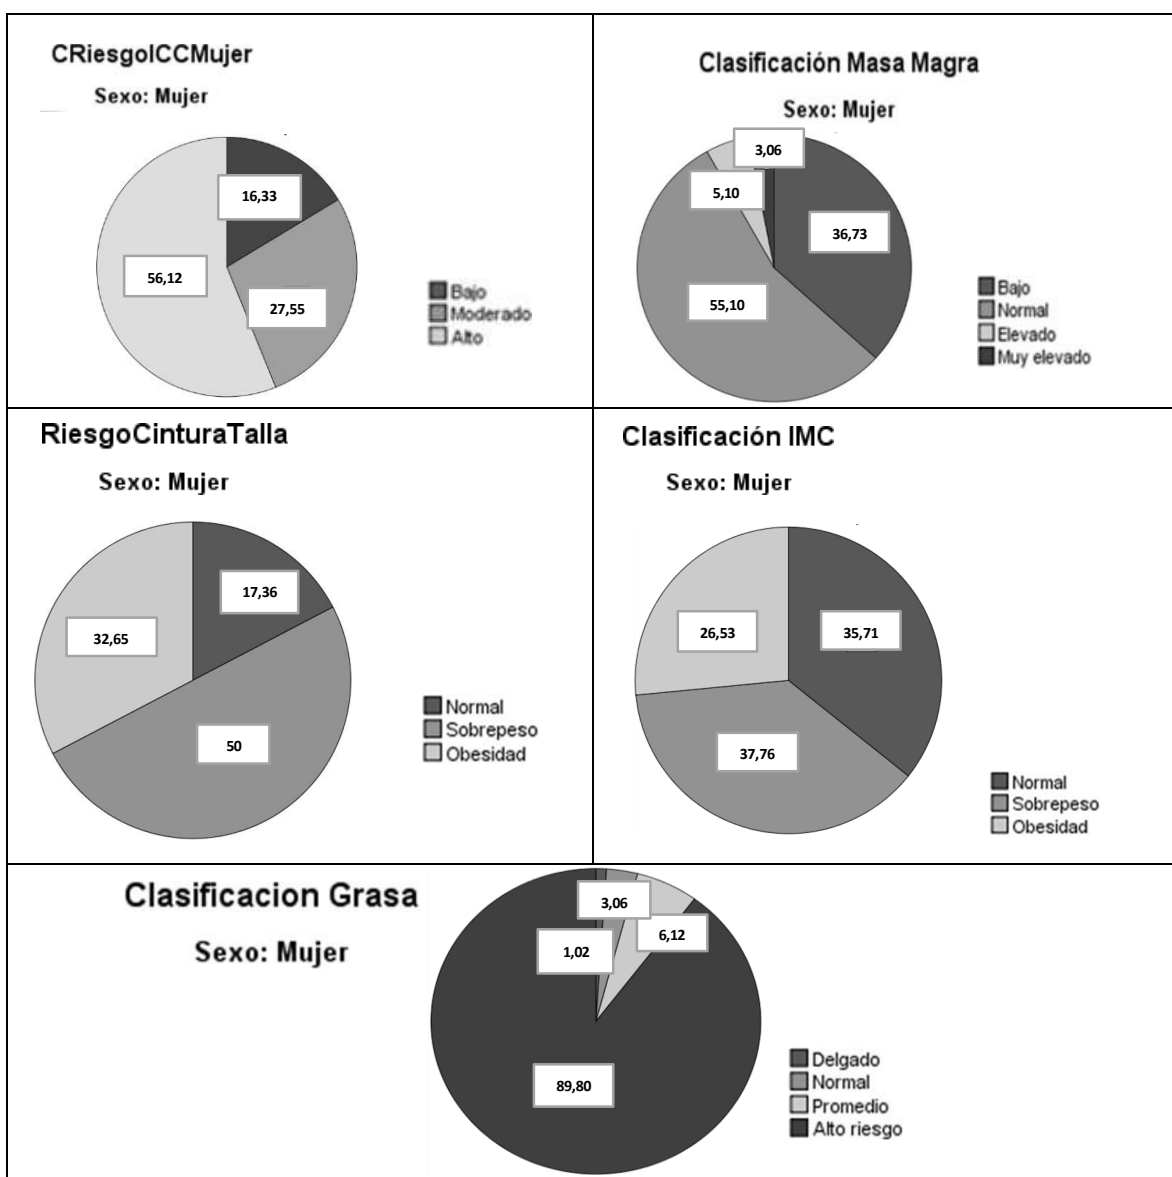 CRiesgoICCMujer
Sexo: Mujer
16,33
56,12
27,55
Bajo
Moderado
Alto
Clasificación Masa Magra
Sexo: Mujer
3,06
5,10
36,73
55,10
Bajo
Normal
Elevado
Muy elevado
RiesgoCinturaTalla
Sexo: Mujer
17,36
32,65
50
Normal
Sobrepeso
Obesidad
Clasificación IMC
Sexo: Mujer
26,53
35,71
37,76
Normal
Sobrepeso
Obesidad
Clasificacion Grasa
Sexo: Mujer
3,06
6,12
1,02
89,80
Delgado
Normal
Promedio
Alto riesgo